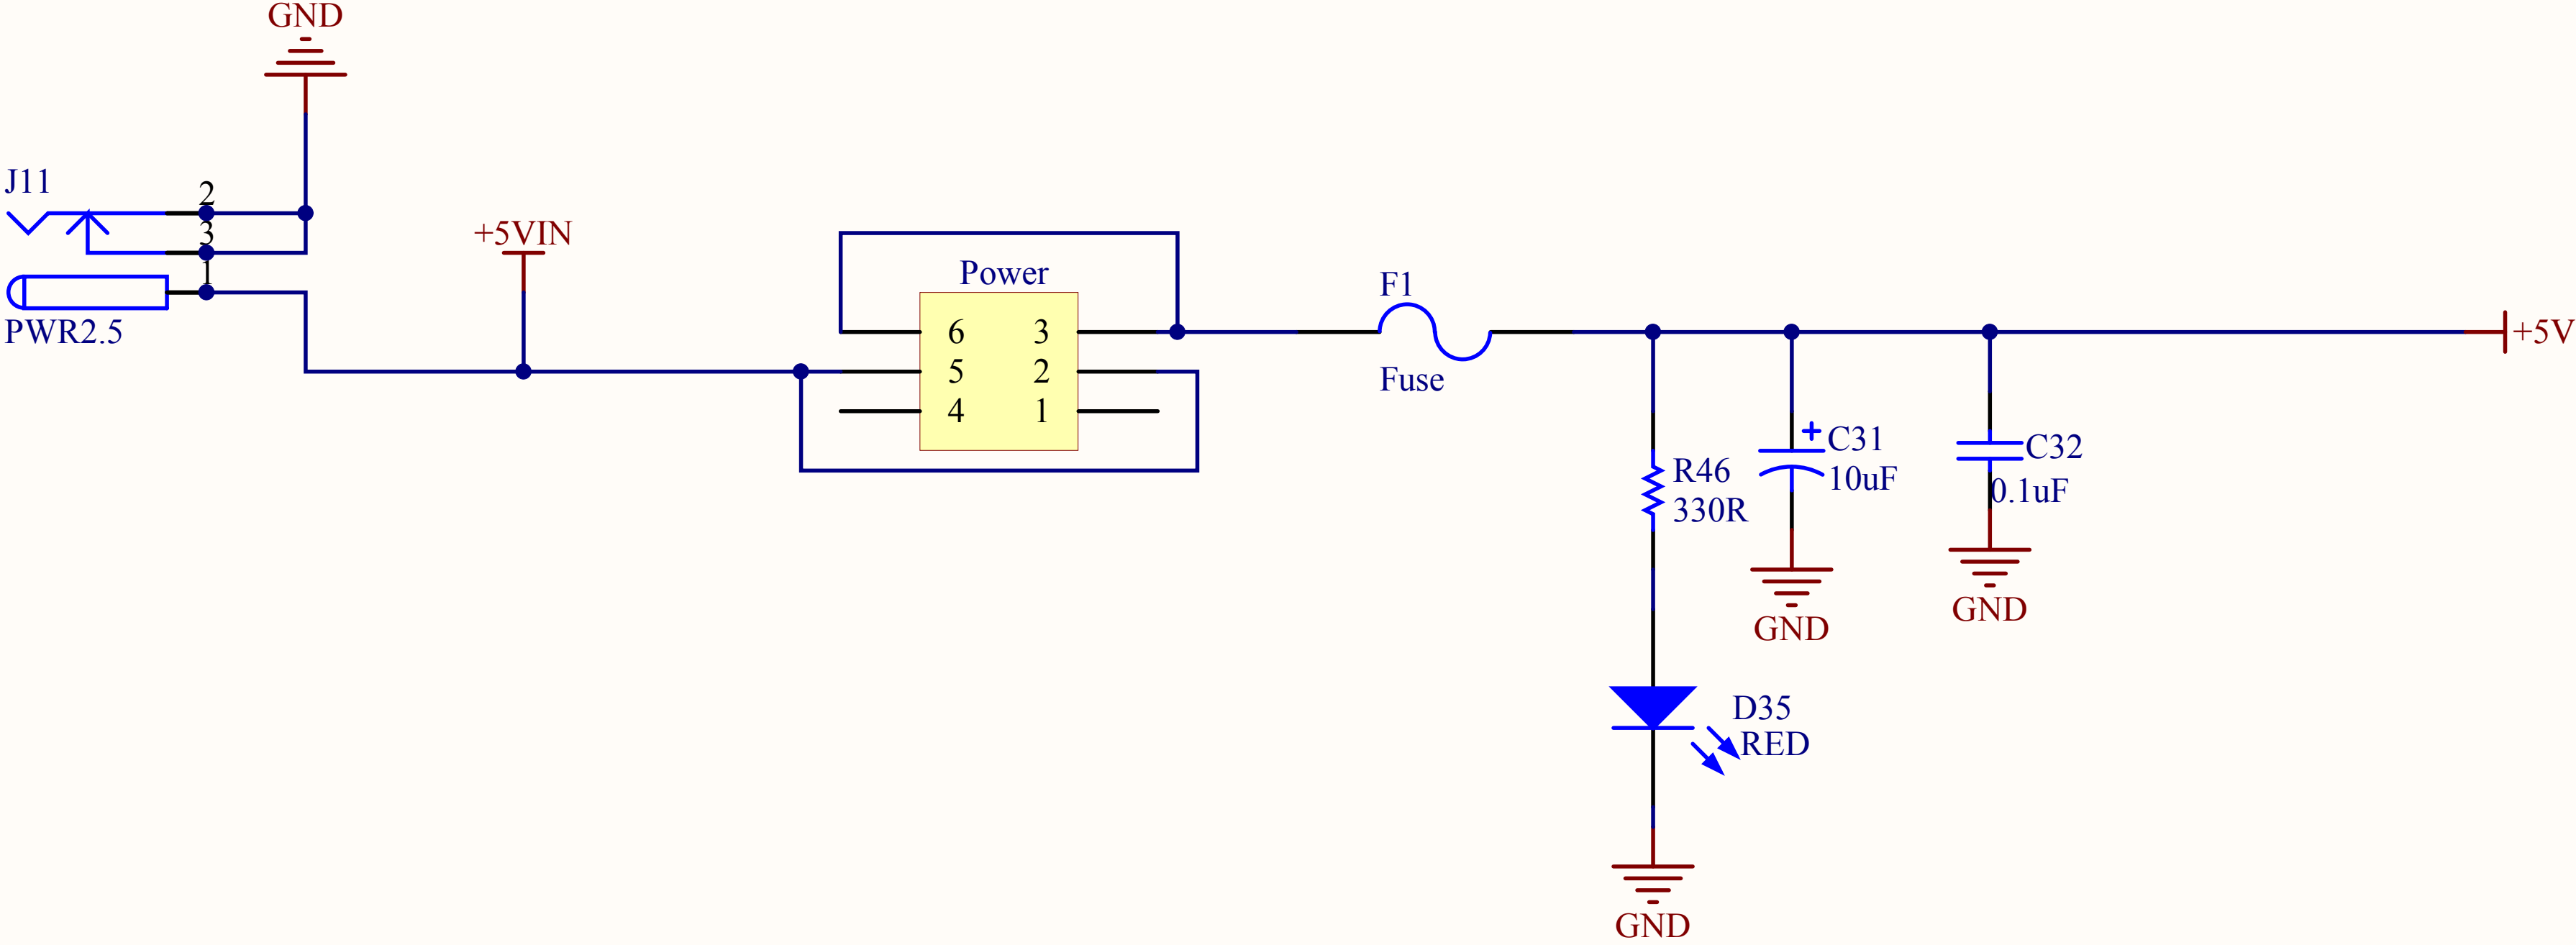 GND
J11
2
3
1
PWR2.5
+5VIN
Power
6 3
5 2
4 1
F1
Fuse
+5V
R46
330R
C31
10uF
C32
0.1uF
GND
GND
D35
RED
GND